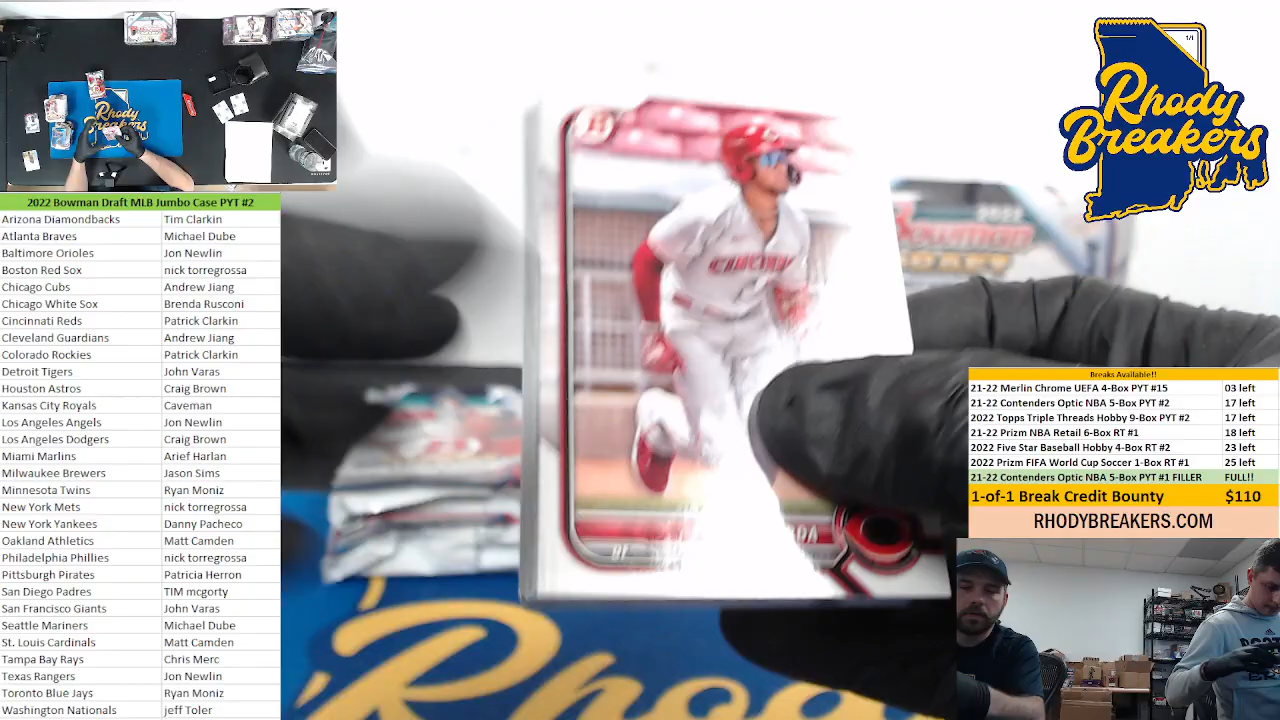 2022 Bowman Draft MLB Jumbo Case PYT #2
Arizona Diamondbacks Tim Clarkin
Atlanta Braves Michael Dube
Baltimore Orioles Jon Newlin
Boston Red Sox nick torregrossa
Chicago Cubs Andrew Jiang
Chicago White Sox Brenda Rusconi
Cincinnati Reds Patrick Clarkin
Cleveland Guardians Andrew Jiang
Colorado Rockies Patrick Clarkin
Detroit Tigers John Varas
Houston Astros Craig Brown
Kansas City Royals Caveman
Los Angeles Angels Jon Newlin
Los Angeles Dodgers Craig Brown
Miami Marlins Arief Harlan
Milwaukee Brewers Jason Sims
Minnesota Twins Ryan Moniz
New York Mets nick torregrossa
New York Yankees Danny Pacheco
Oakland Athletics Matt Camden
Philadelphia Phillies nick torregrossa
Pittsburgh Pirates Patricia Herron
San Diego Padres TIM mcgorty
San Francisco Giants John Varas
Seattle Mariners Michael Dube
St. Louis Cardinals Matt Camden
Tampa Bay Rays Chris Merc
Texas Rangers Jon Newlin
Toronto Blue Jays Ryan Moniz
Washington Nationals jeff Toler
Rhody
Breakers
CINCINN
2022
Bowman
1/1
Rhody
Breakers
Breaks Available!!
21-22 Merlin Chrome UEFA 4-Box PYT #15 03 left
21-22 Contenders Optic NBA 5-Box PYT #2 17 left
2022 Topps Triple Threads Hobby 9-Box PYT #2 17 left
21-22 Prizm NBA Retail 6-Box RT #1 18 left
2022 Five Star Baseball Hobby 4-Box RT #2 23 left
2022 Prizm FIFA World Cup Soccer 1-Box RT #1 25 left
21-22 Contenders Optic NBA 5-Box PYT #1 FILLER FULL!!
1-of-1 Break Credit Bounty $110
RHODYBREAKERS.COM